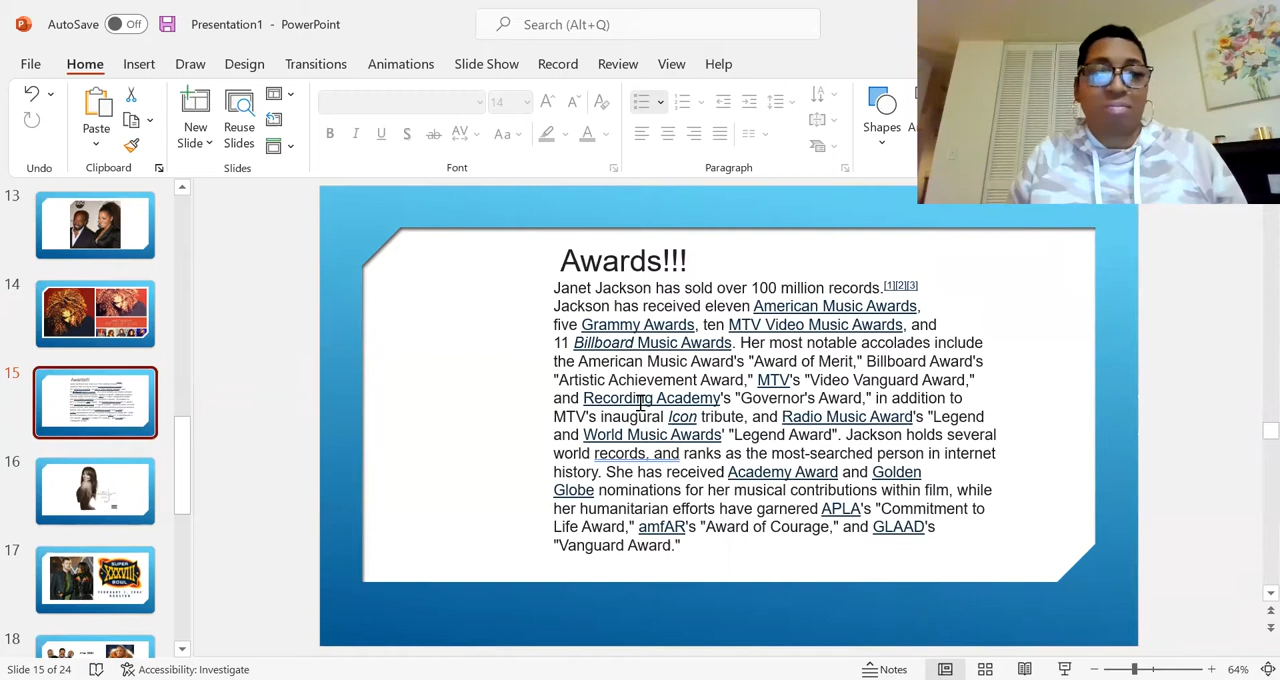 AutoSave Off Presentation1 - PowerPoint Search (Alt+Q)
File Home Insert Draw Design Transitions Animations Slide Show Record Review View Help
14 Aa
Paste New Slide Reuse Slides Shapes
Undo Clipboard Slides Font Paragraph
13
14
15
16
17
SUPER
XXXVIII
BOWL
18
Awards!!!
Janet Jackson has sold over 100 million records.[1][2][3]
Jackson has received eleven American Music Awards,
five Grammy Awards, ten MTV Video Music Awards, and
11 Billboard Music Awards. Her most notable accolades include
the American Music Award's "Award of Merit," Billboard Award's
"Artistic Achievement Award," MTV's "Video Vanguard Award,"
and Recording Academy's "Governor's Award," in addition to
MTV's inaugural Icon tribute, and Radio Music Award's "Legend
and World Music Awards' "Legend Award". Jackson holds several
world records, and ranks as the most-searched person in internet
history. She has received Academy Award and Golden
Globe nominations for her musical contributions within film, while
her humanitarian efforts have garnered APLA's "Commitment to
Life Award," amfAR's "Award of Courage," and GLAAD's
"Vanguard Award."
Slide 15 of 24 Accessibility: Investigate Notes 64%